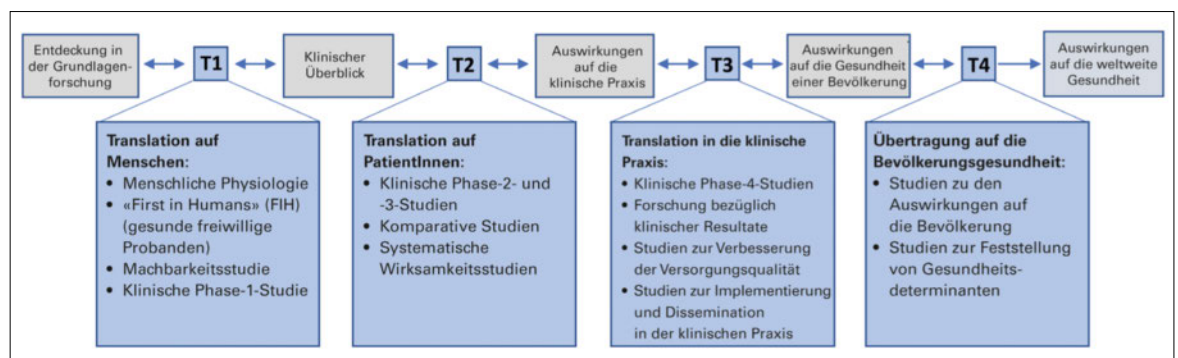 Entdeckung in
der Grundlagen-
forschung
T1
Klinischer
Überblick
T2
Auswirkungen
auf die
klinische Praxis
T3
Auswirkungen
auf die Gesundheit
einer Bevölkerung
T4
Auswirkungen
auf die weltweite
Gesundheit
Translation auf
Menschen:
• Menschliche Physiologie
• «First in Humans» (FIH)
(gesunde freiwillige
Probanden)
• Machbarkeitsstudie
• Klinische Phase-1-Studie
Translation auf
PatientInnen:
• Klinische Phase-2- und
-3-Studien
• Komparative Studien
• Systematische
Wirksamkeitsstudien
Translation in die klinische
Praxis:
• Klinische Phase-4-Studien
• Forschung bezüglich
klinischer Resultate
• Studien zur Verbesserung
der Versorgungsqualität
• Studien zur Implementierung
und Dissemination
in der klinischen Praxis
Übertragung auf die
Bevölkerungsgesundheit:
• Studien zu den
Auswirkungen auf
die Bevölkerung
• Studien zur Feststellung
von Gesundheits-
determinanten